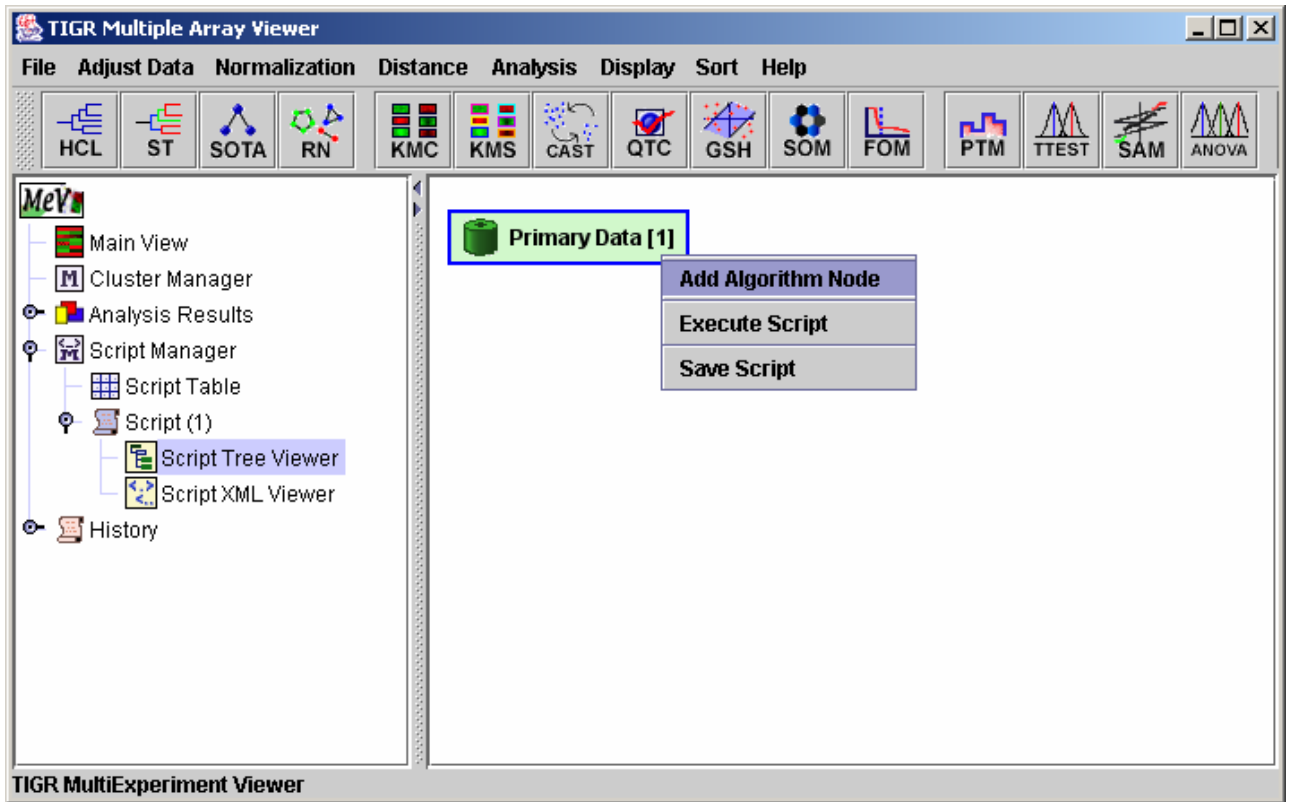 TIGR Multiple Array Viewer
File Adjust Data Normalization Distance Analysis Display Sort Help
HCL ST SOTA RN KMC KMS CAST QTC GSH SOM FOM PTM TTEST SAM ANOVA
MeV
Main View
M Cluster Manager
Analysis Results
M Script Manager
Script Table
Script (1)
Script Tree Viewer
Script XML Viewer
History
Primary Data [1]
Add Algorithm Node
Execute Script
Save Script
TIGR MultiExperiment Viewer